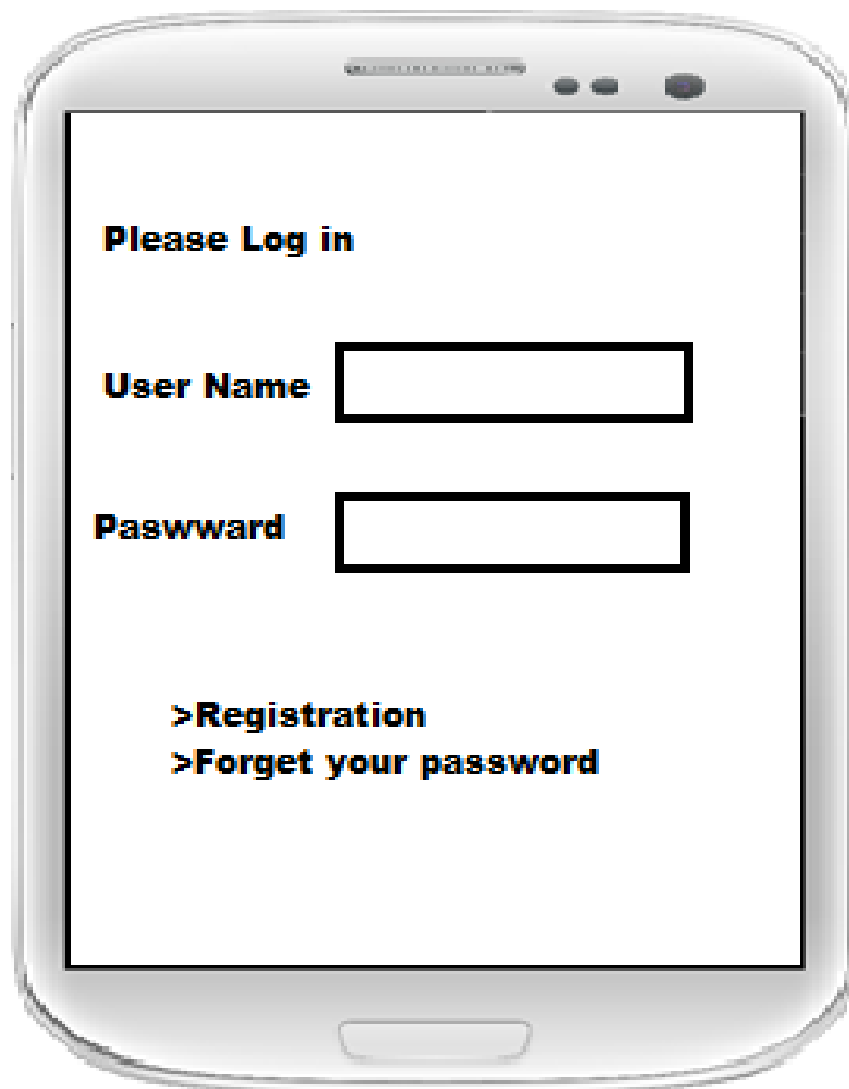 Please Log in
User Name
Paswward
>Registration
>Forget your password